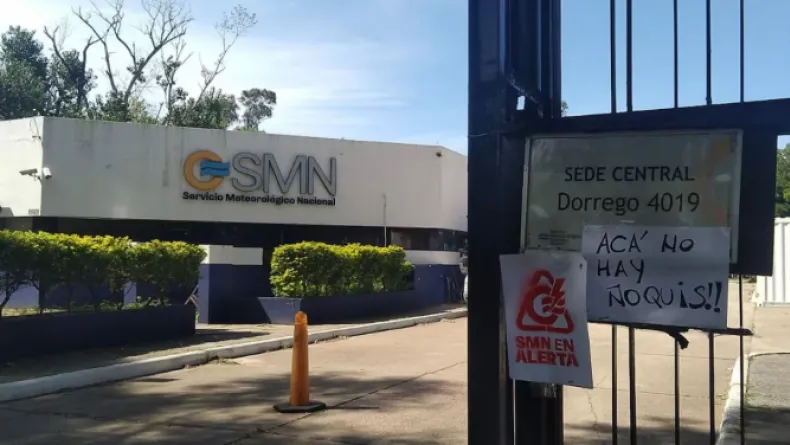 SMN
Servicio Meteorológico Nacional
SEDE CENTRAL
Dorrego 4019
ACÁ NO
HAY
ÑOQUIS!!
SMN EN
ALERTA